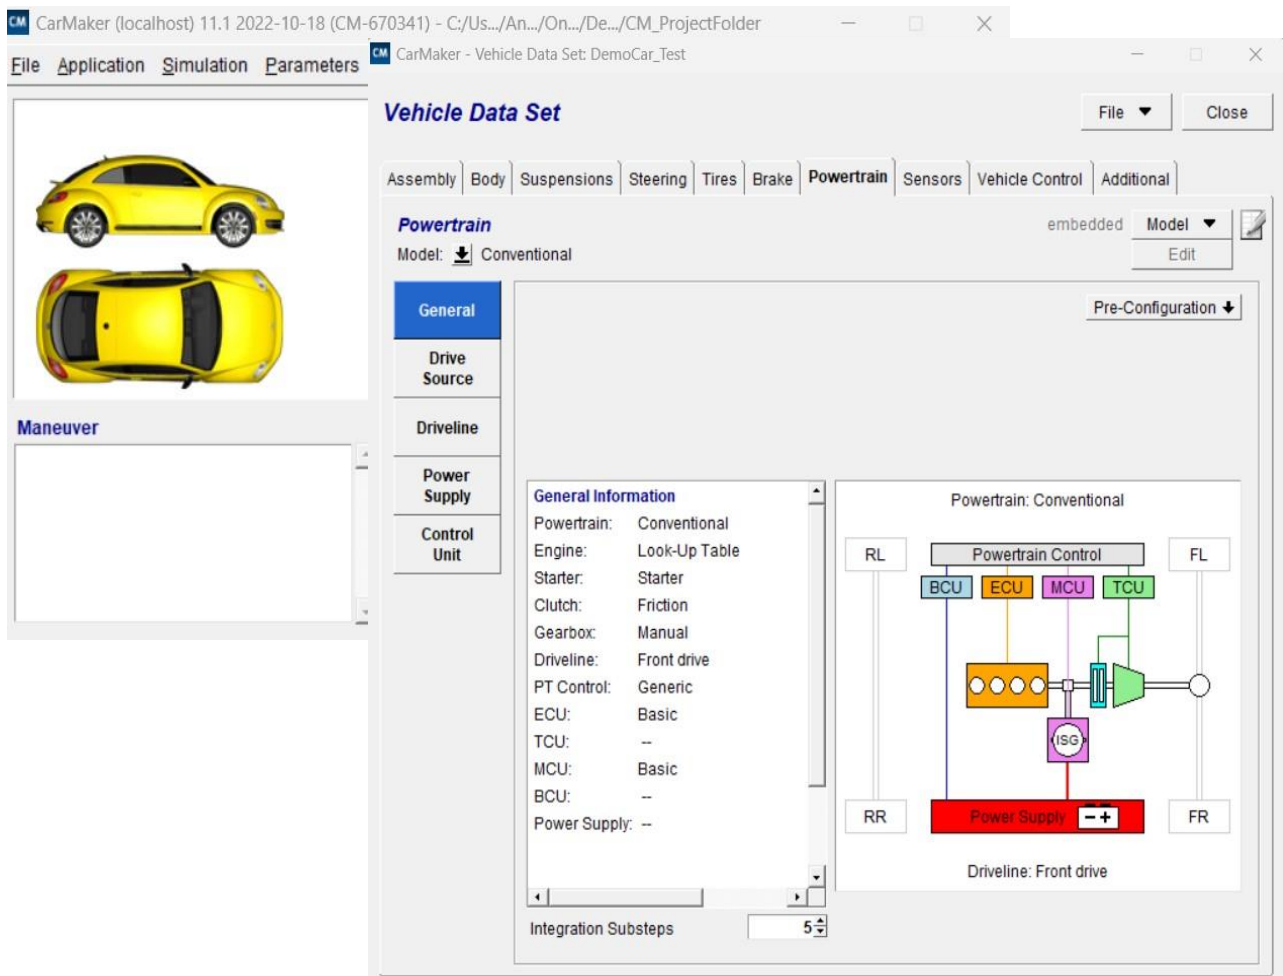 CM CarMaker (localhost) 11.1 2022-10-18 (CM-670341) - C:/Us.../An.../On.../De.../CM_ProjectFolder
File Application Simulation Parameters
CM CarMaker - Vehicle Data Set: DemoCar_Test
Vehicle Data Set
File
Close
Assembly Body Suspensions Steering Tires Brake Powertrain Sensors Vehicle Control Additional
Powertrain
embedded Model
Model: Conventional
Edit
General
Drive
Source
Driveline
Power
Supply
Control
Unit
Pre-Configuration
Maneuver
General Information
Powertrain: Conventional
Engine: Look-Up Table
Starter: Starter
Clutch: Friction
Gearbox: Manual
Driveline: Front drive
PT Control: Generic
ECU: Basic
TCU: --
MCU: Basic
BCU: --
Power Supply: --
Integration Substeps 5
Powertrain: Conventional
RL Powertrain Control FL
BCU ECU MCU TCU
ISG
RR Power Supply - + FR
Driveline: Front drive